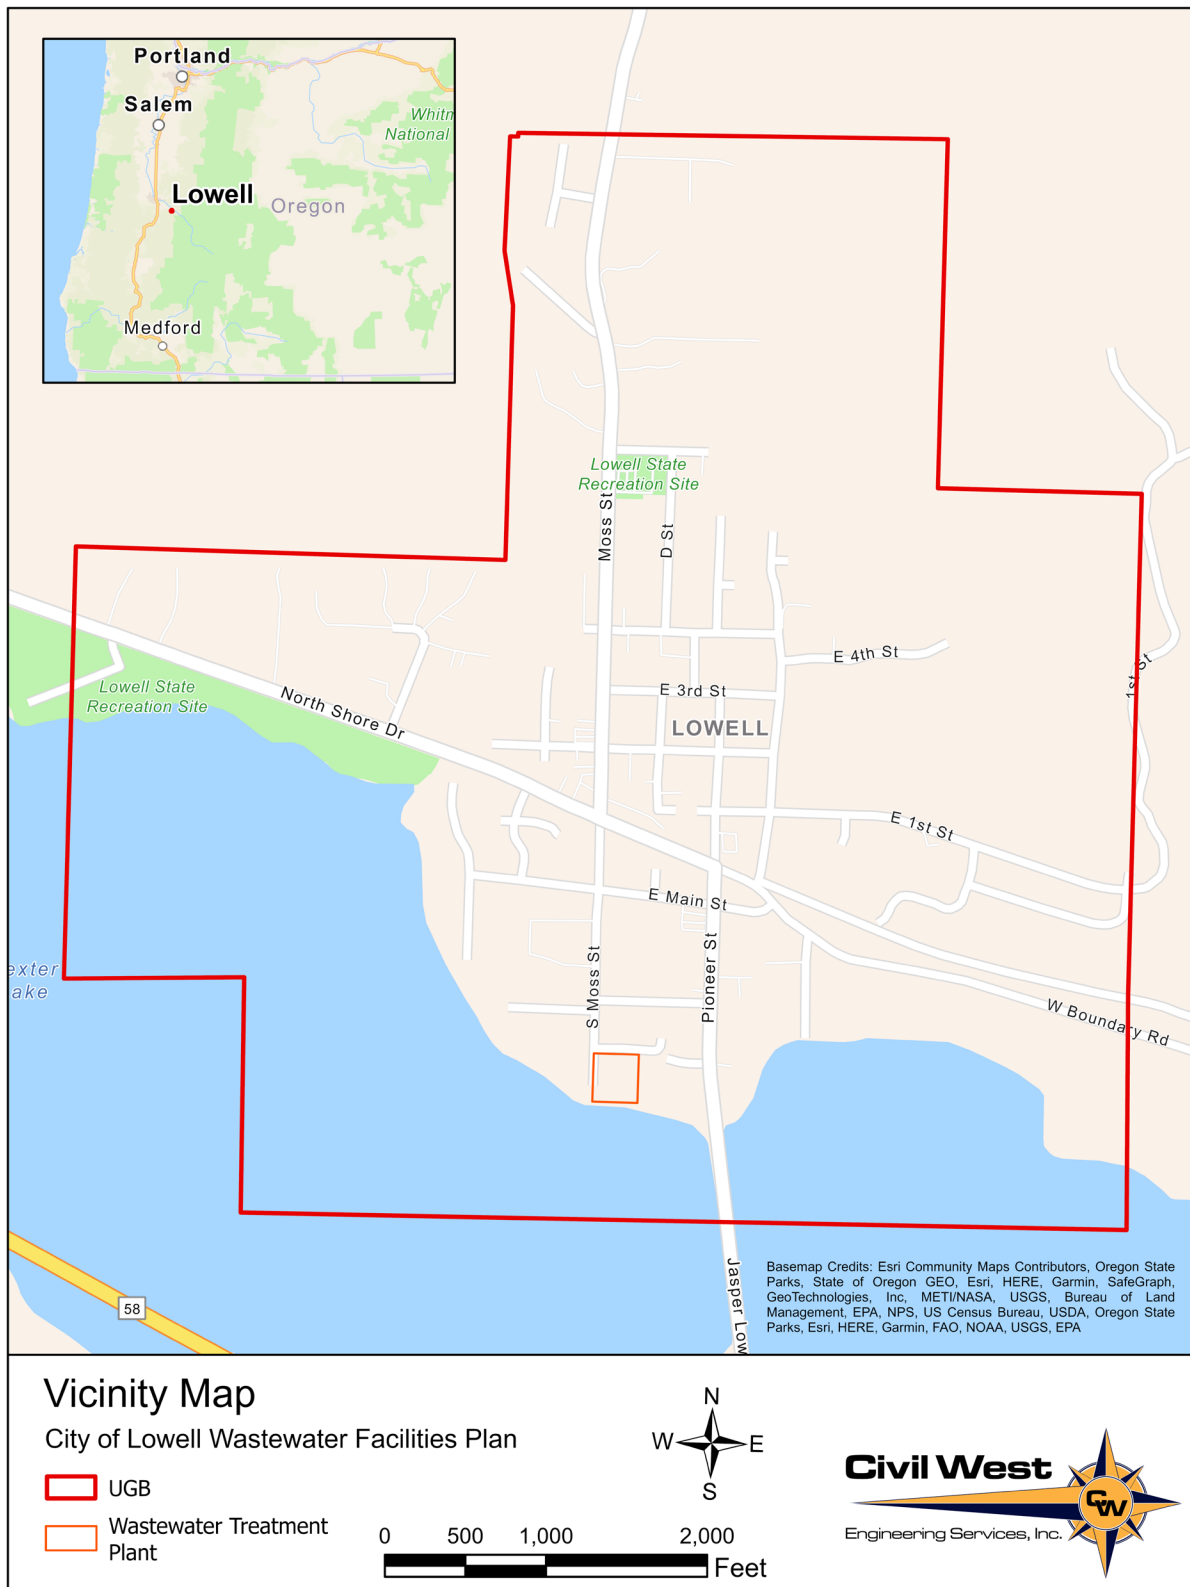 Portland
Salem
Whitm
National
Lowell
Oregon
Medford
Lowell State
Recreation Site
Moss St
D St
E 4th St
1st St
E 3rd St
Lowell State
Recreation Site
North Shore Dr
LOWELL
E 1st St
E Main St
S Moss St
Pioneer St
exter
ake
W Boundary Rd
Jasper Low
58
Basemap Credits: Esri Community Maps Contributors, Oregon State
Parks, State of Oregon GEO, Esri, HERE, Garmin, SafeGraph,
GeoTechnologies, Inc, METI/NASA, USGS, Bureau of Land
Management, EPA, NPS, US Census Bureau, USDA, Oregon State
Parks, Esri, HERE, Garmin, FAO, NOAA, USGS, EPA
Vicinity Map
City of Lowell Wastewater Facilities Plan
UGB
Wastewater Treatment
Plant
N
W E
S
0 500 1,000 2,000
Feet
Civil West
CW
Engineering Services, Inc.